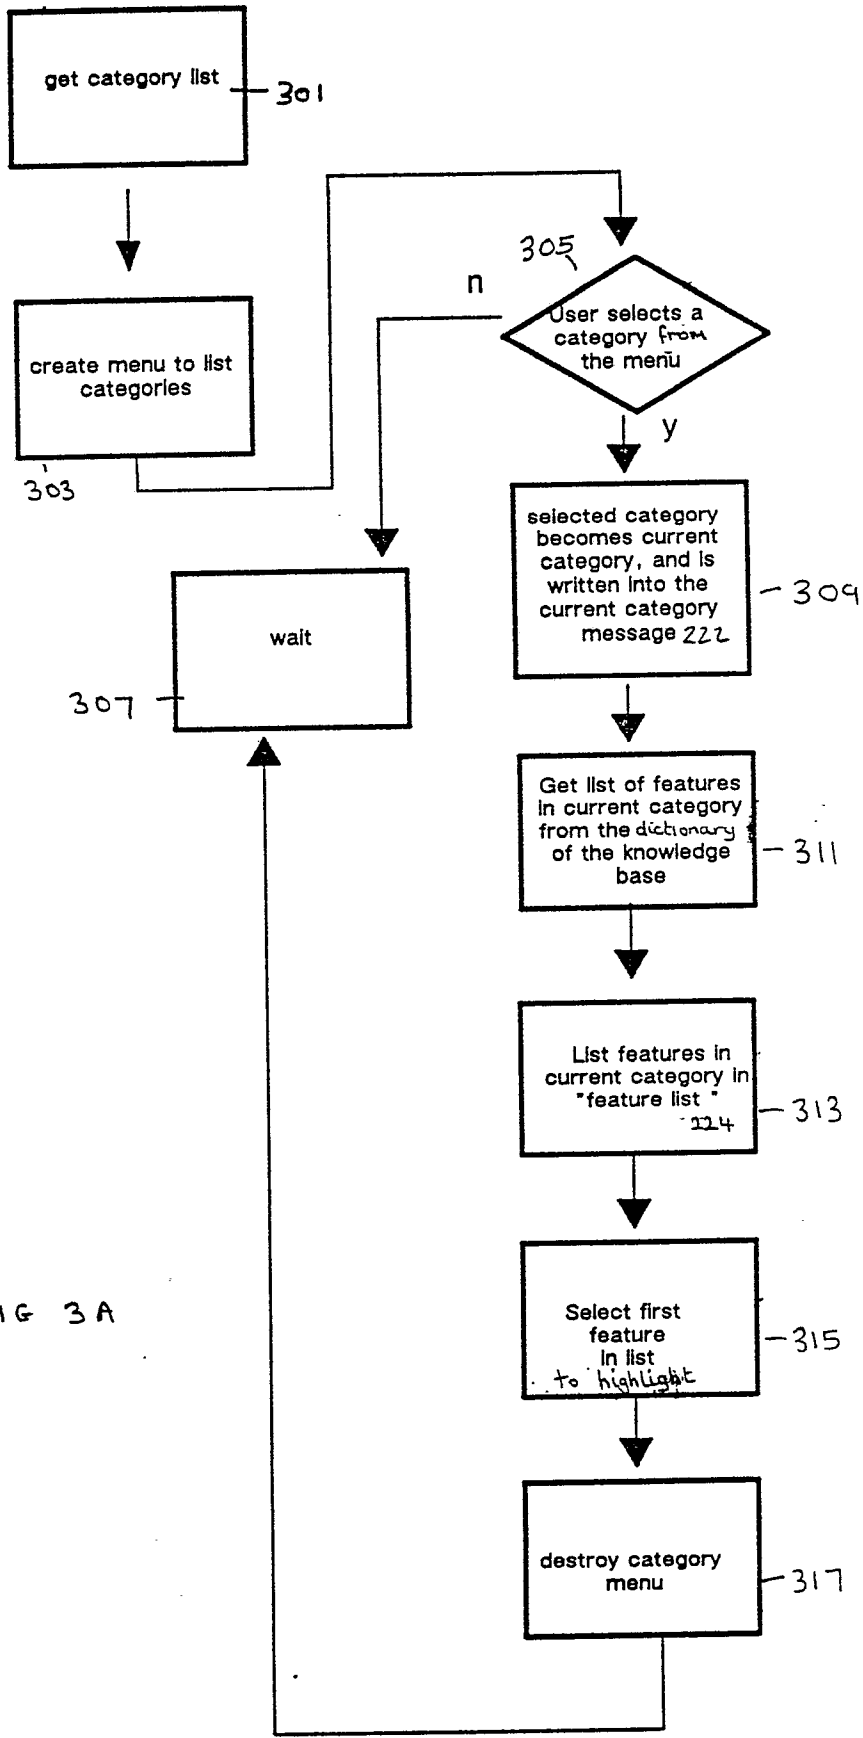 get category list
301
create menu to list
categories
303
305
n
User selects a
category from
the menu
y
selected category
becomes current
category, and is
written into the
current category
message 222
309
wait
307
Get list of features
in current category
from the dictionary
of the knowledge
base
311
List features in
current category in
"feature list "
224
313
Select first
feature
in list
to highlight
315
IG 3A
destroy category
menu
317